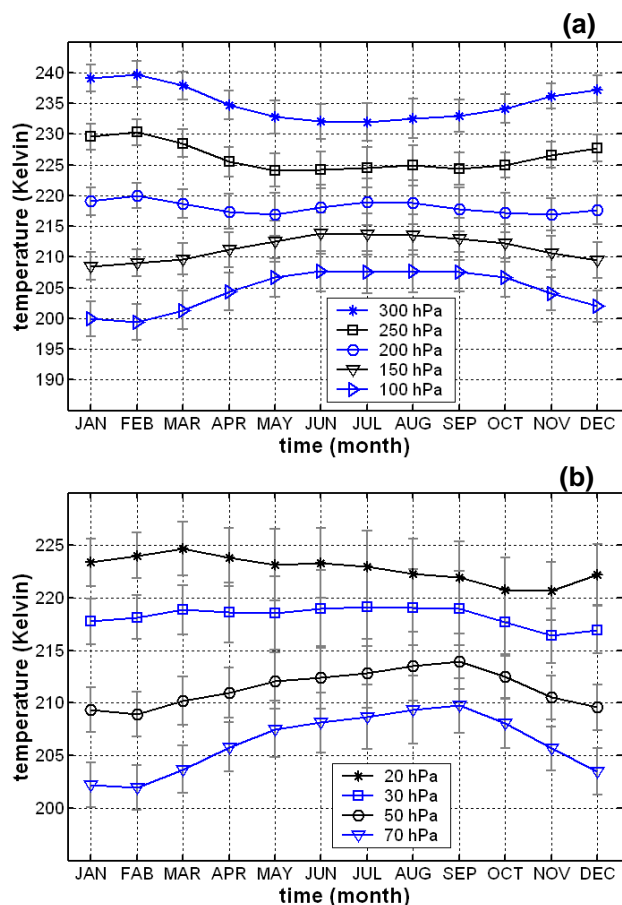 (a)
temperature (Kelvin)
240
235
230
225
220
215
210
205
200
195
190
300 hPa
250 hPa
200 hPa
150 hPa
100 hPa
JAN FEB MAR APR MAY JUN JUL AUG SEP OCT NOV DEC
time (month)
(b)
temperature (Kelvin)
225
220
215
210
205
200
20 hPa
30 hPa
50 hPa
70 hPa
JAN FAB MAR APR MAY JUN JUL AUG SEP OCT NOV DEC
time (month)